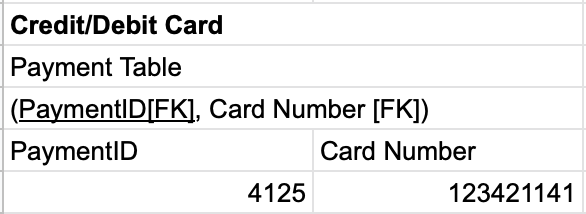 Credit/Debit Card
Payment Table
(PaymentID[FK], Card Number [FK])
PaymentID Card Number
4125 123421141